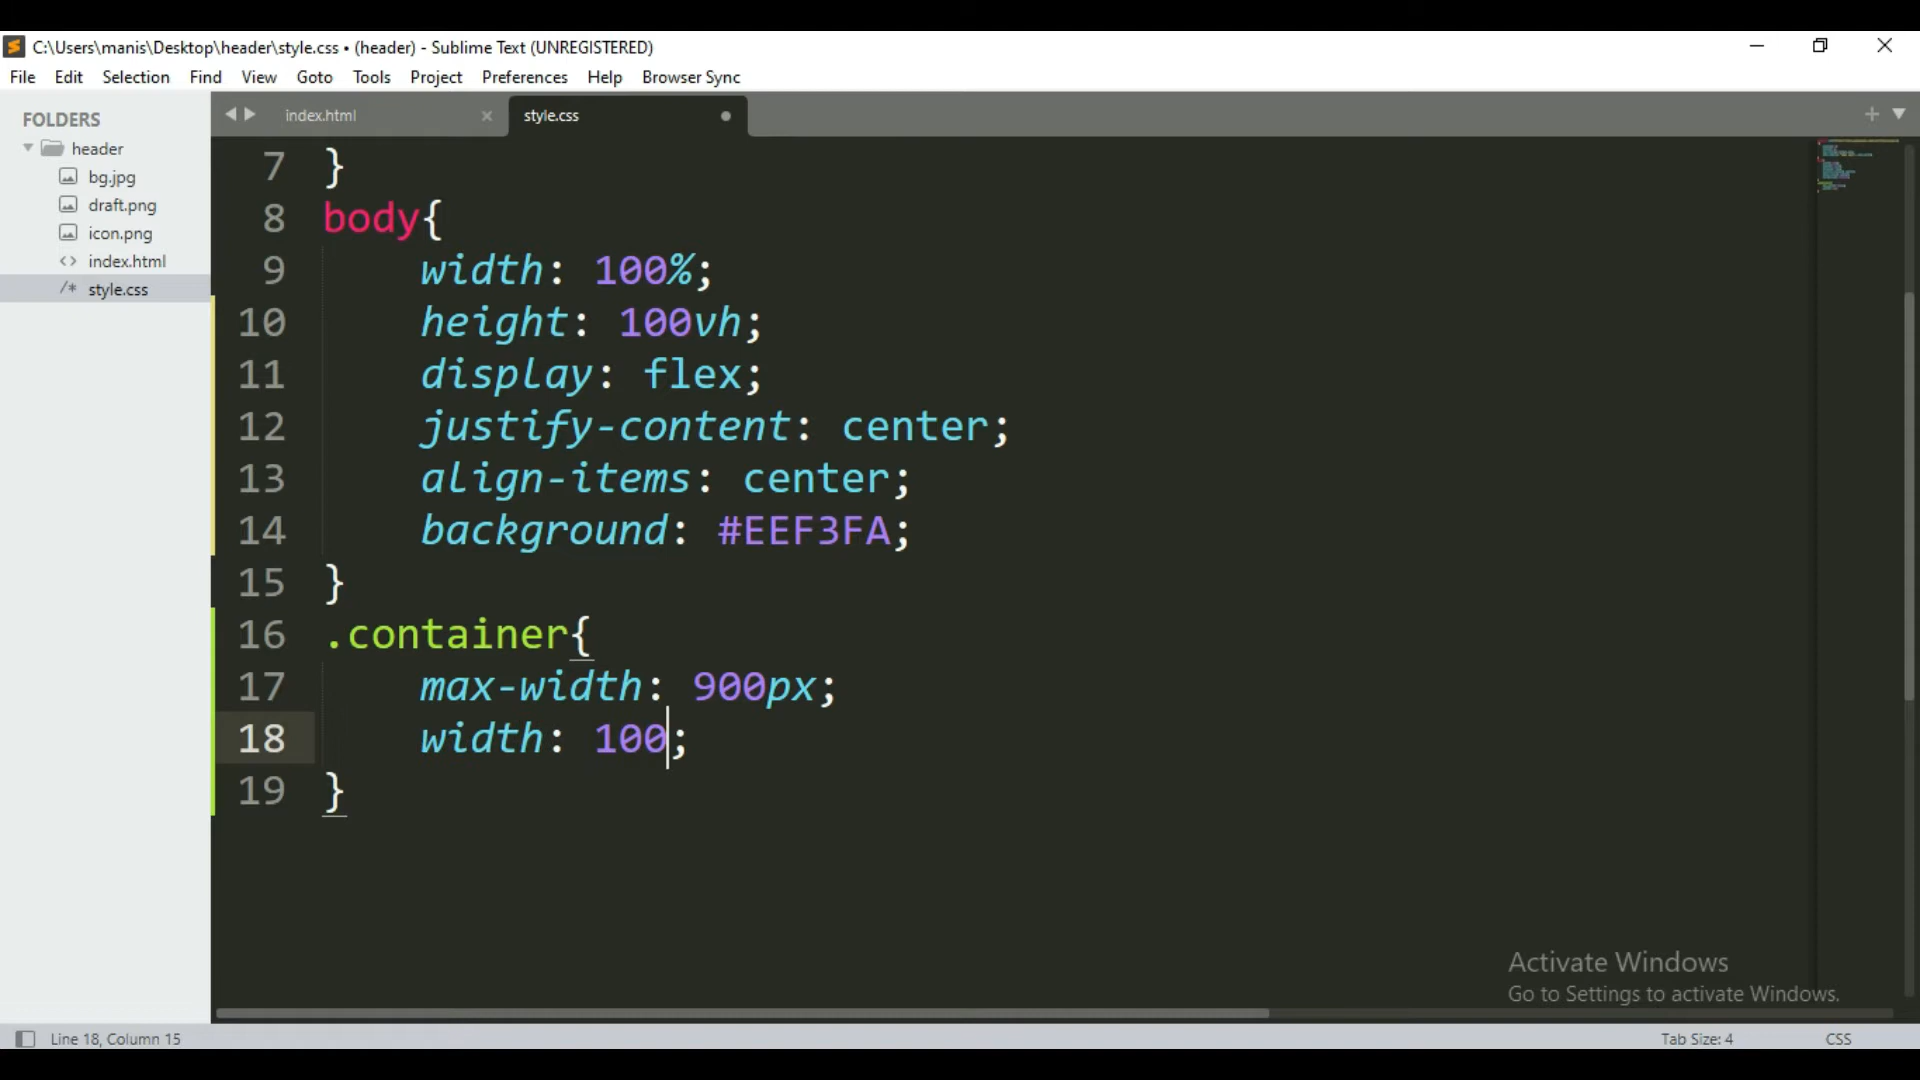 C:\Users\manis\Desktop\header\style.css • (header) - Sublime Text (UNREGISTERED)
File Edit Selection Find View Goto Tools Project Preferences Help Browser Sync
FOLDERS
header
bg.jpg
draft.png
icon.png
<> index.html
/* style.css
index.html
style.css
7 }
8 body{
9 width: 100%;
10 height: 100vh;
11 display: flex;
12 justify-content: center;
13 align-items: center;
14 background: #EEF3FA;
15 }
16 .container{
17 max-width: 900px;
18 width: 100;
19 }
Activate Windows
Go to Settings to activate Windows.
Line 18, Column 15
Tab Size: 4
CSS